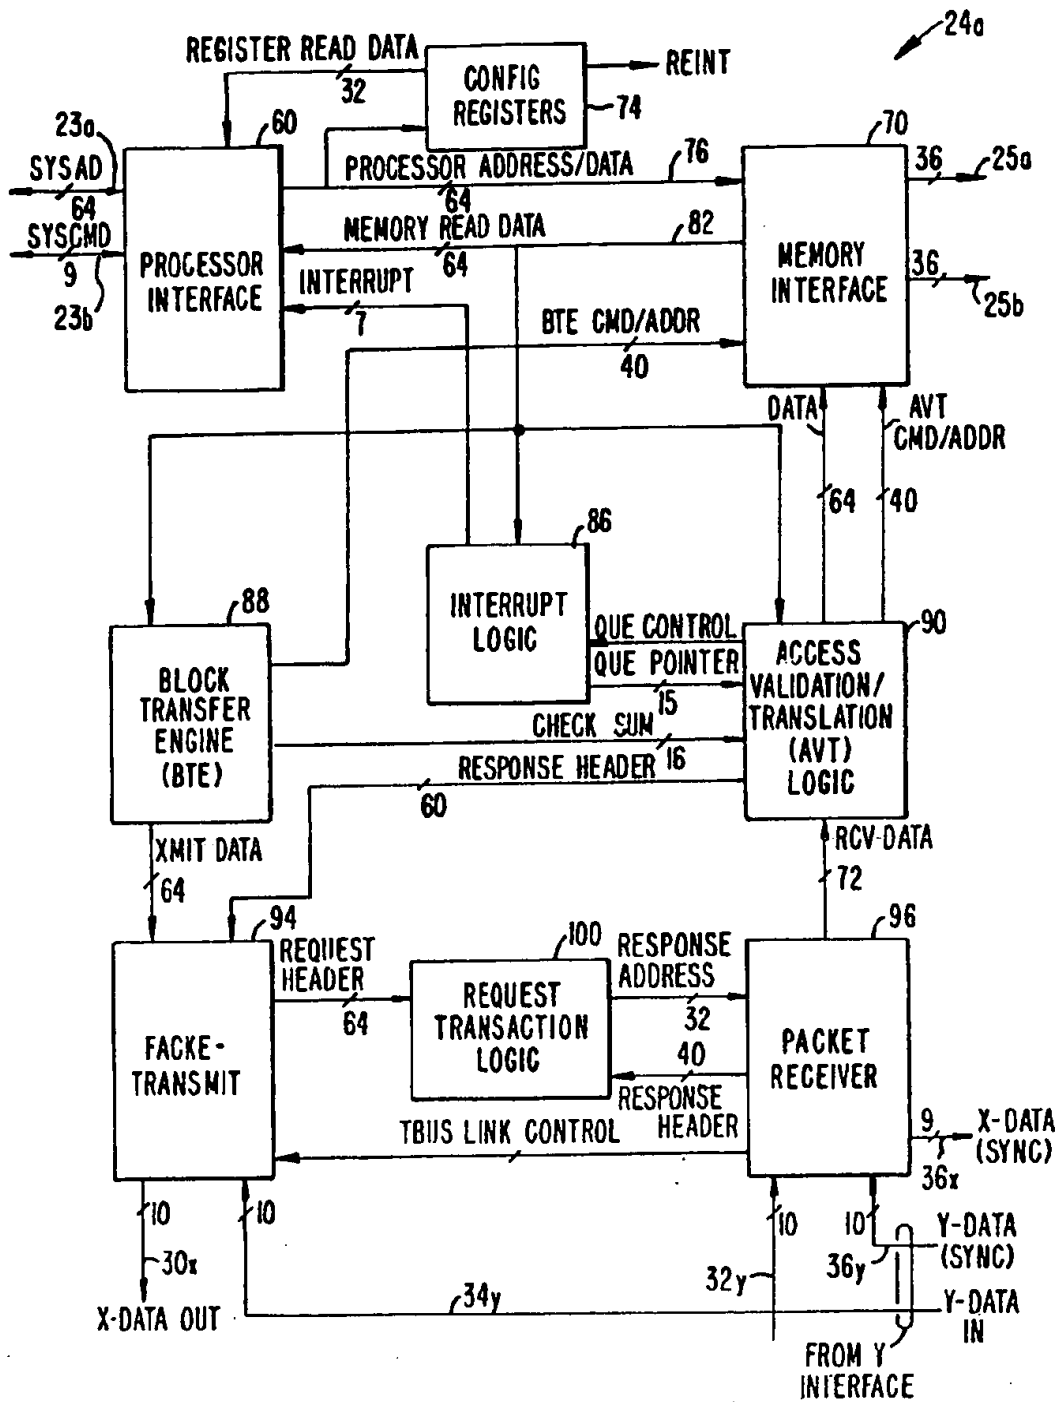 24a
REGISTER READ DATA
32
CONFIG
REGISTERS
REINT
74
23a
60
70
SYSAD
64
PROCESSOR ADDRESS/DATA
64
76
36
25a
SYSCMD
9
MEMORY READ DATA
64
82
PROCESSOR
INTERFACE
MEMORY
INTERFACE
36
25b
23b
INTERRUPT
7
BTE CMD/ADDR
40
DATA
AVT
CMD/ADDR
64
40
86
INTERRUPT
LOGIC
88
90
QUE CONTROL
QUE POINTER
15
BLOCK
TRANSFER
ENGINE
(BTE)
ACCESS
VALIDATION/
TRANSLATION
(AVT)
LOGIC
CHECK SUM
16
RESPONSE HEADER
60
XMIT DATA
64
RCV-DATA
72
94
96
REQUEST
HEADER
64
100
RESPONSE
ADDRESS
32
REQUEST
TRANSACTION
LOGIC
FACKE-
TRANSMIT
PACKET
RECEIVER
40
RESPONSE
HEADER
TBUS LINK CONTROL
9
X-DATA
(SYNC)
36x
10
10
10
10
30x
X-DATA OUT
34y
32y
36y
Y-DATA
(SYNC)
Y-DATA
IN
FROM Y
INTERFACE